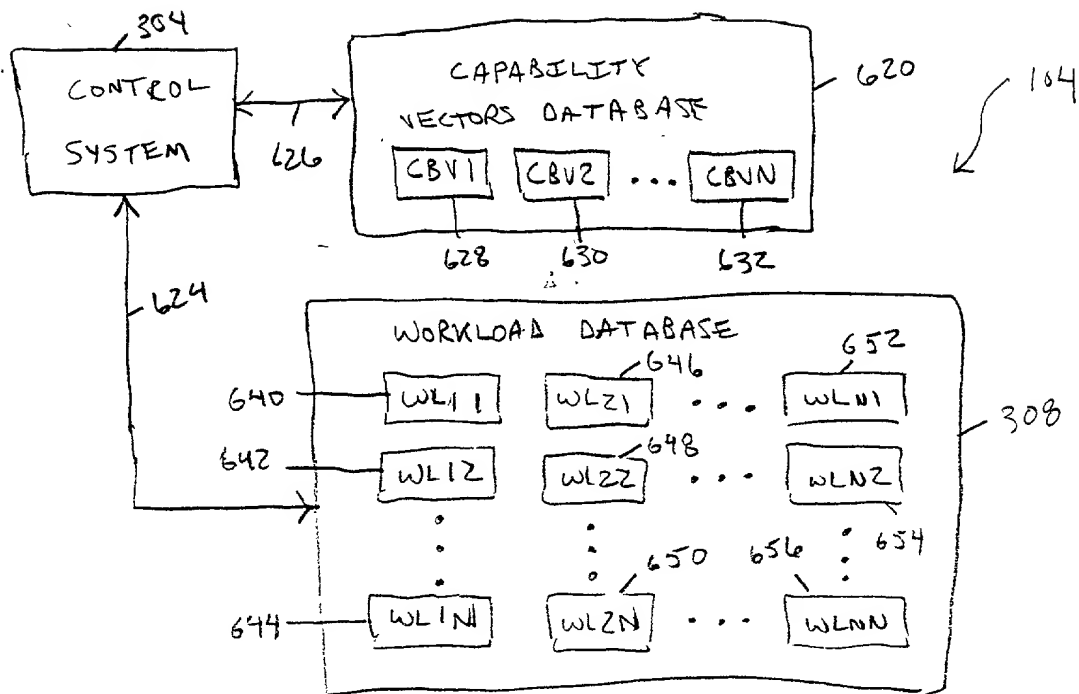 304
CONTROL
SYSTEM
626
CAPABILITY
VECTORS DATABASE
CBV1 CBV2 ... CBVN
628 630 632
620
104
624
WORKLOAD DATABASE
646 652
640 WL11 WL21 ... WLN1
308
648
642 WL12 WL22 ... WLN2
654
650 656
644 WL1N WL2N ... WLNN